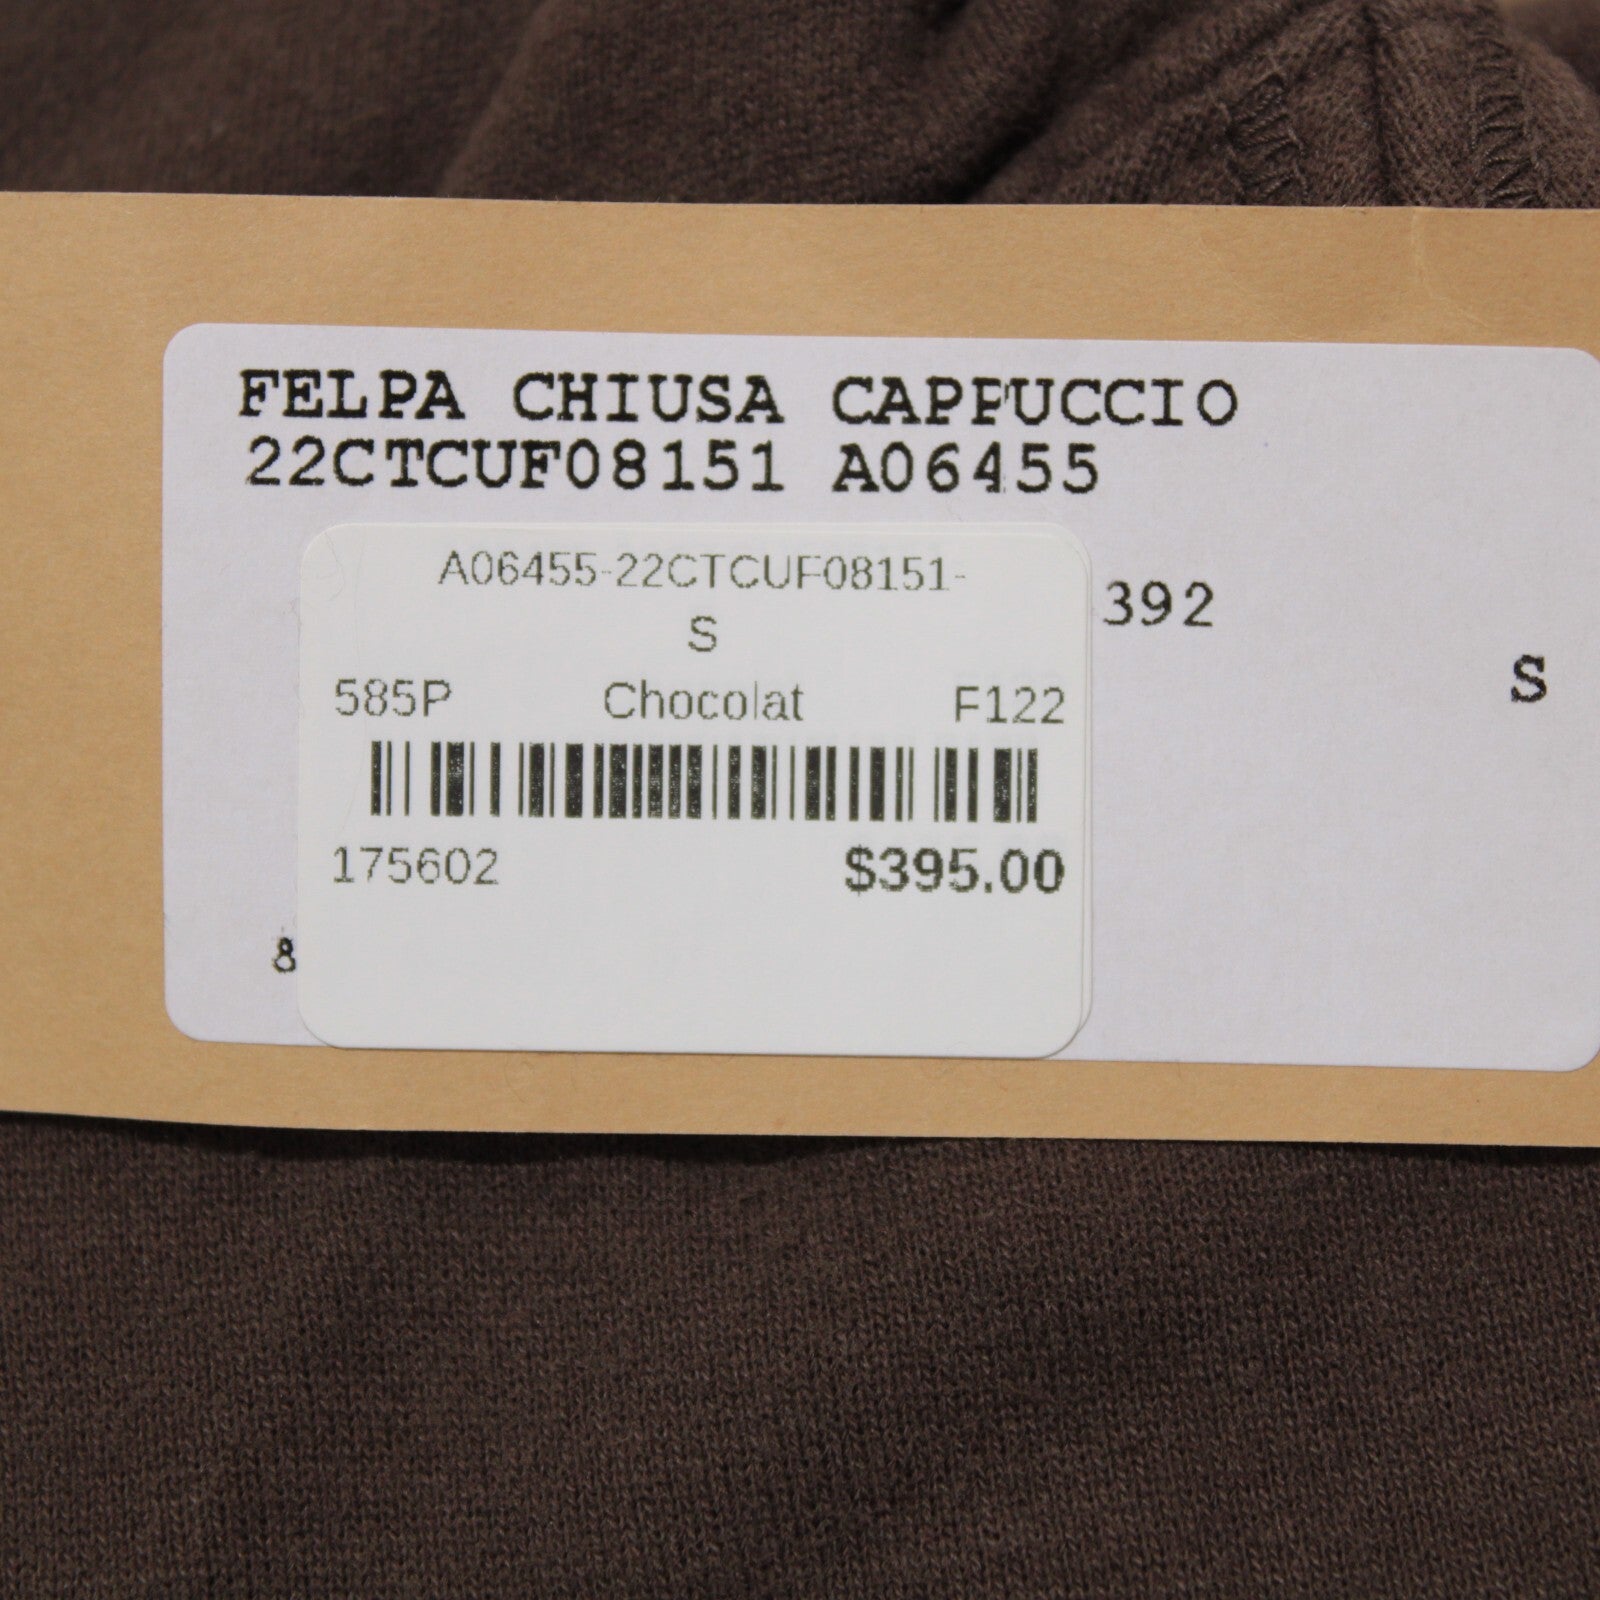 FELPA CHIUSA CAPPUCCIO
22CTCUF08151 A06455
A06455-22CTCUF08151-
S
392
S
585P Chocolat F122
175602 $395.00
8